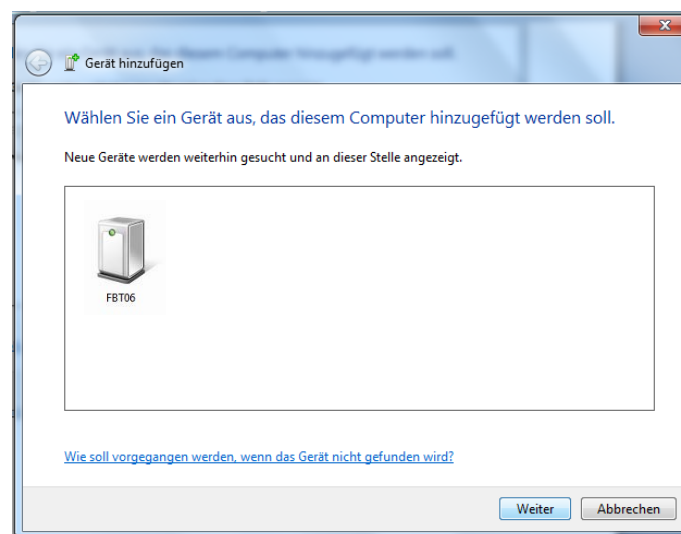 Gerät hinzufügen
Wählen Sie ein Gerät aus, das diesem Computer hinzugefügt werden soll.
Neue Geräte werden weiterhin gesucht und an dieser Stelle angezeigt.
FBT06
Wie soll vorgegangen werden, wenn das Gerät nicht gefunden wird?
Weiter
Abbrechen